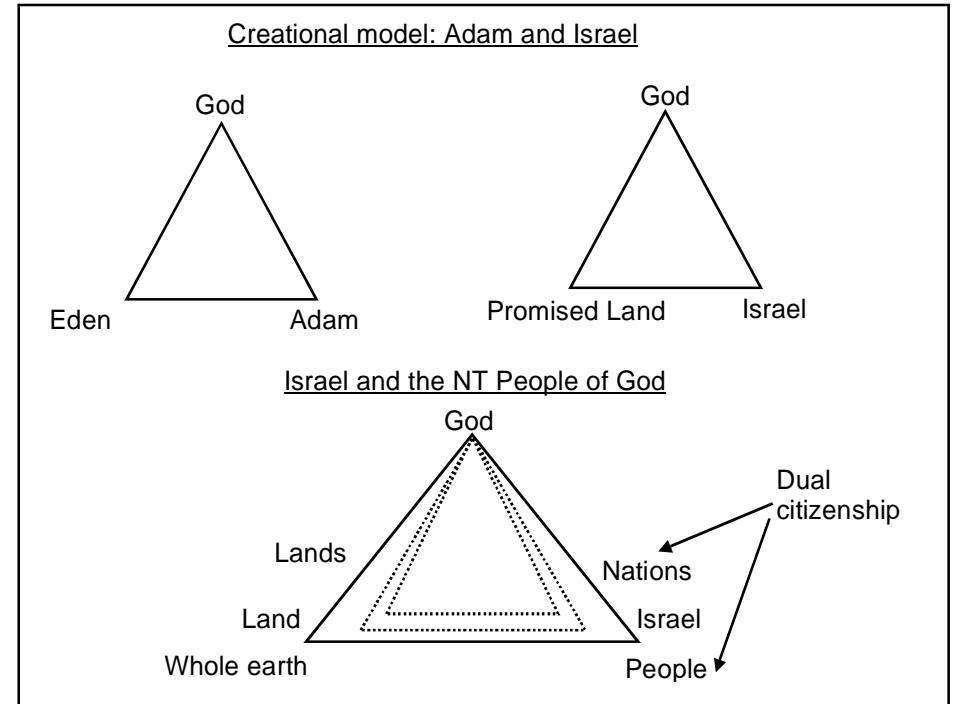 Creational model: Adam and Israel
God
God
Eden
Adam
Promised Land
Israel
Israel and the NT People of God
God
Dual
citizenship
Lands
Nations
Land
Israel
Whole earth
People